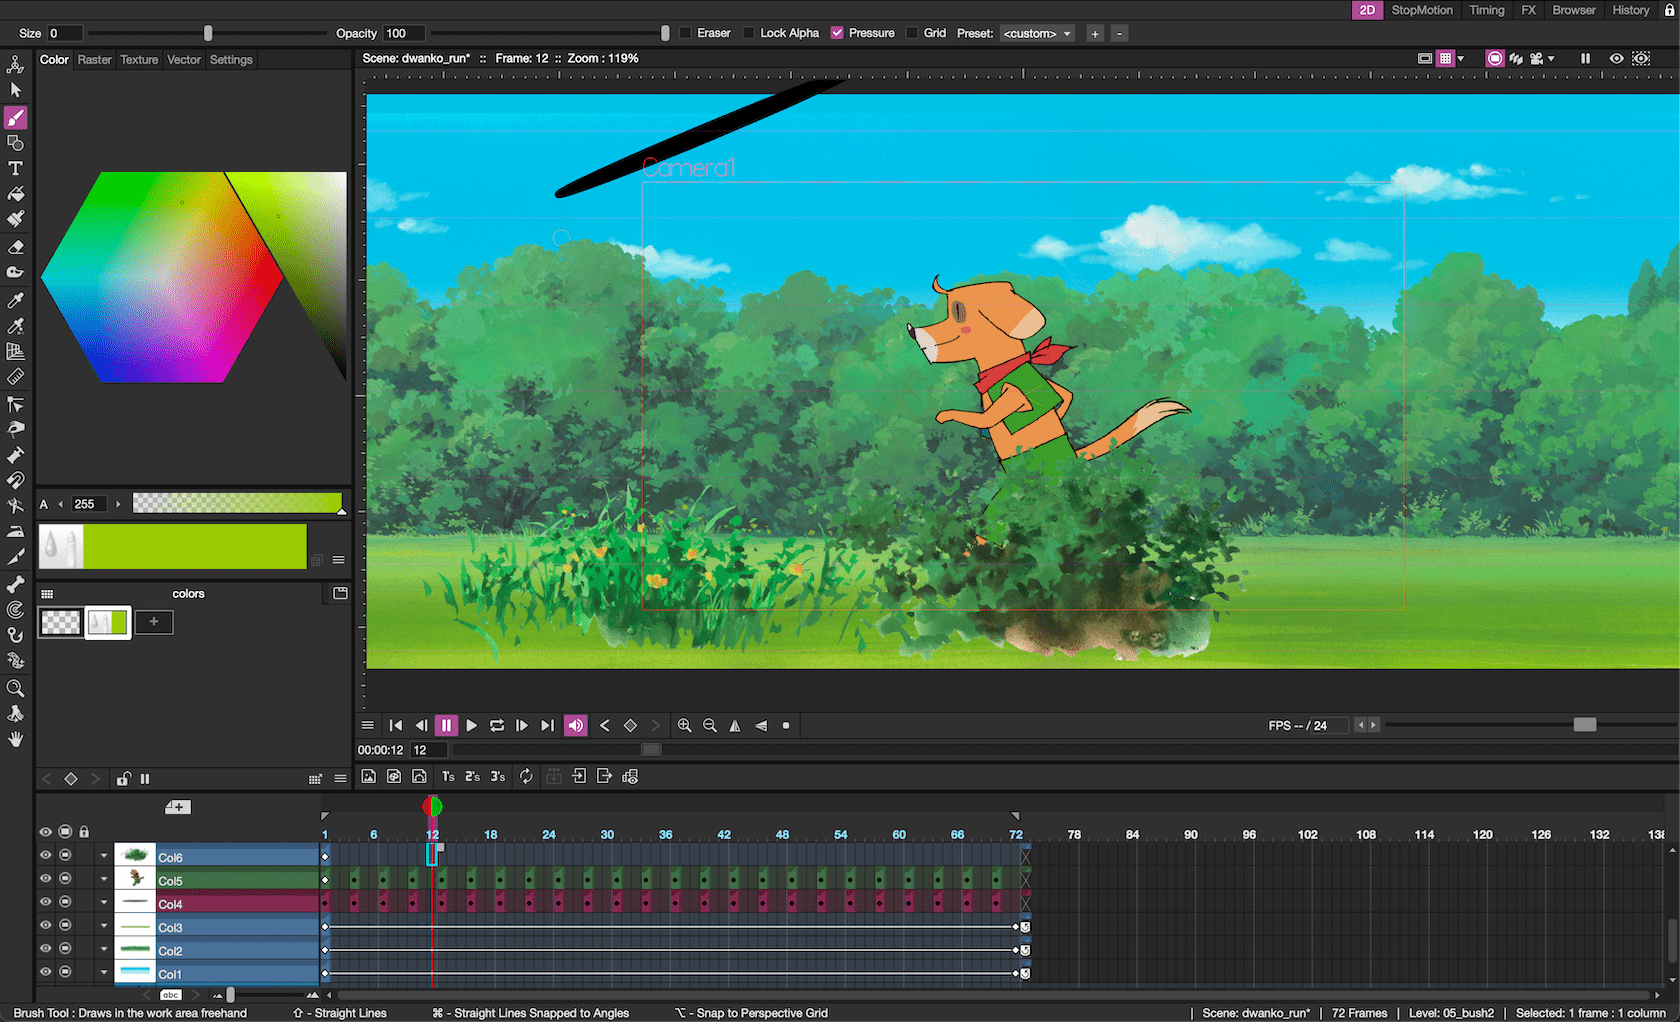 2D StopMotion Timing FX Browser History
Size 0 Opacity 100 Eraser Lock Alpha Pressure Grid Preset: <custom> + -
Color Raster Texture Vector Settings
Scene: dwanko_run* :: Frame: 12 :: Zoom : 119%
Camera1
A 255
colors
+
FPS -- / 24
00:00:12 12
1's 2's 3's
1 6 12 18 24 30 36 42 48 54 60 66 72 78 84 90 96 102 108 114 120 126 132 138
Col6
Col5
Col4
Col3
Col2
Col1
abc
Brush Tool : Draws in the work area freehand ⇧ - Straight Lines ⌘ - Straight Lines Snapped to Angles ⌥ - Snap to Perspective Grid | Scene: dwanko_run* | 72 Frames | Level: 05_bush2 | Selected: 1 frame : 1 column